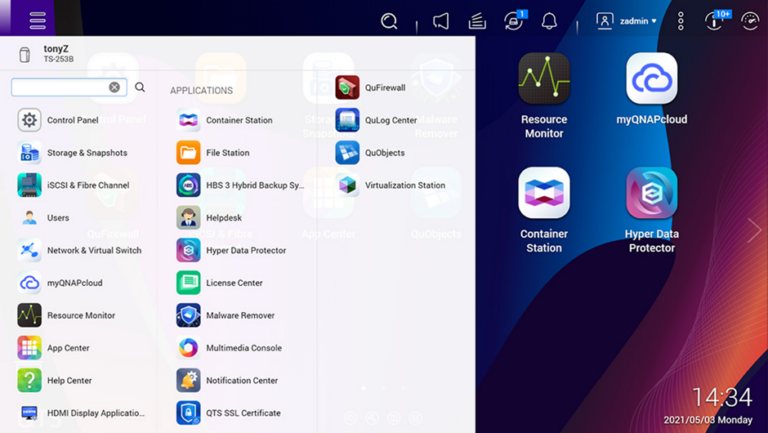 1
zadmin
10+
tonyZ
TS-253B
APPLICATIONS
Control Panel
Storage & Snapshots
iSCSI & Fibre Channel
Users
Network & Virtual Switch
myQNAPcloud
Resource Monitor
App Center
Help Center
HDMI Display Applicatio...
Container Station
File Station
HBS 3 Hybrid Backup Sy...
Helpdesk
Hyper Data Protector
License Center
Malware Remover
Multimedia Console
Notification Center
QTS SSL Certificate
QuFirewall
QuLog Center
QuObjects
Virtualization Station
Resource
Monitor
myQNAPcloud
Container
Station
Hyper Data
Protector
14:34
2021/05/03 Monday